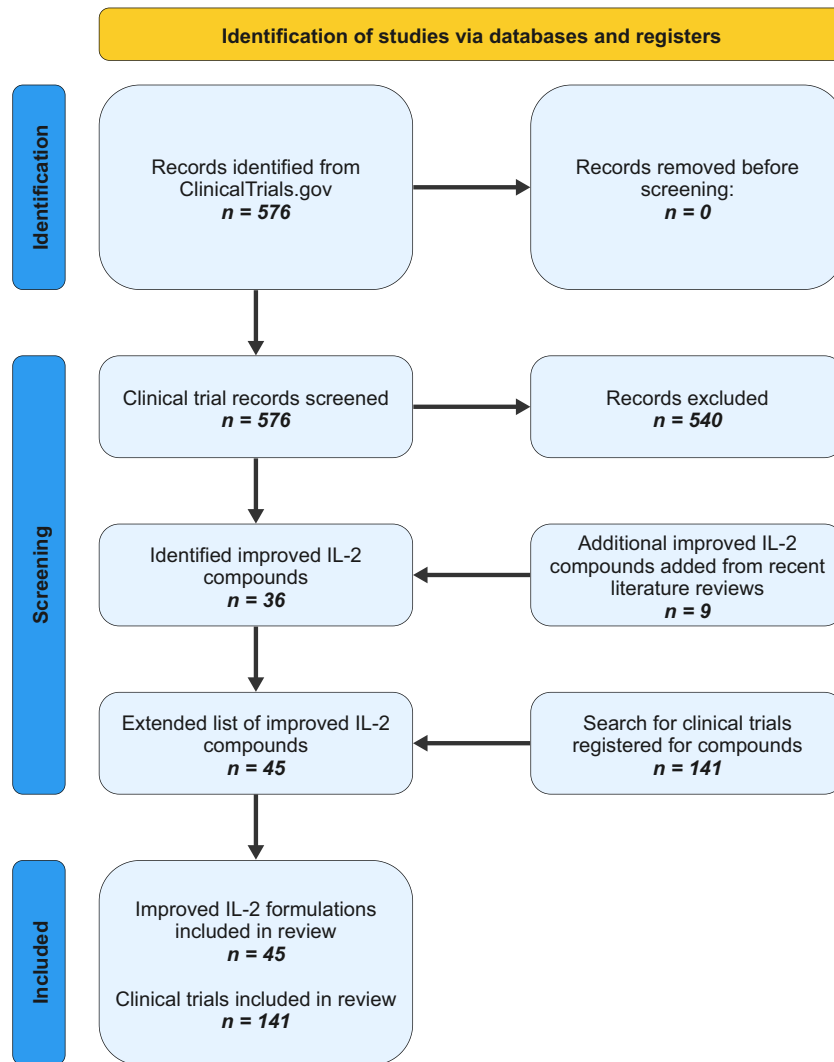 Identification of studies via databases and registers
Identification
Records identified from
ClinicalTrials.gov
n = 576
Records removed before
screening:
n = 0
Screening
Clinical trial records screened
n = 576
Records excluded
n = 540
Identified improved IL-2
compounds
n = 36
Additional improved IL-2
compounds added from recent
literature reviews
n = 9
Extended list of improved IL-2
compounds
n = 45
Search for clinical trials
registered for compounds
n = 141
Included
Improved IL-2 formulations
included in review
n = 45
Clinical trials included in review
n = 141